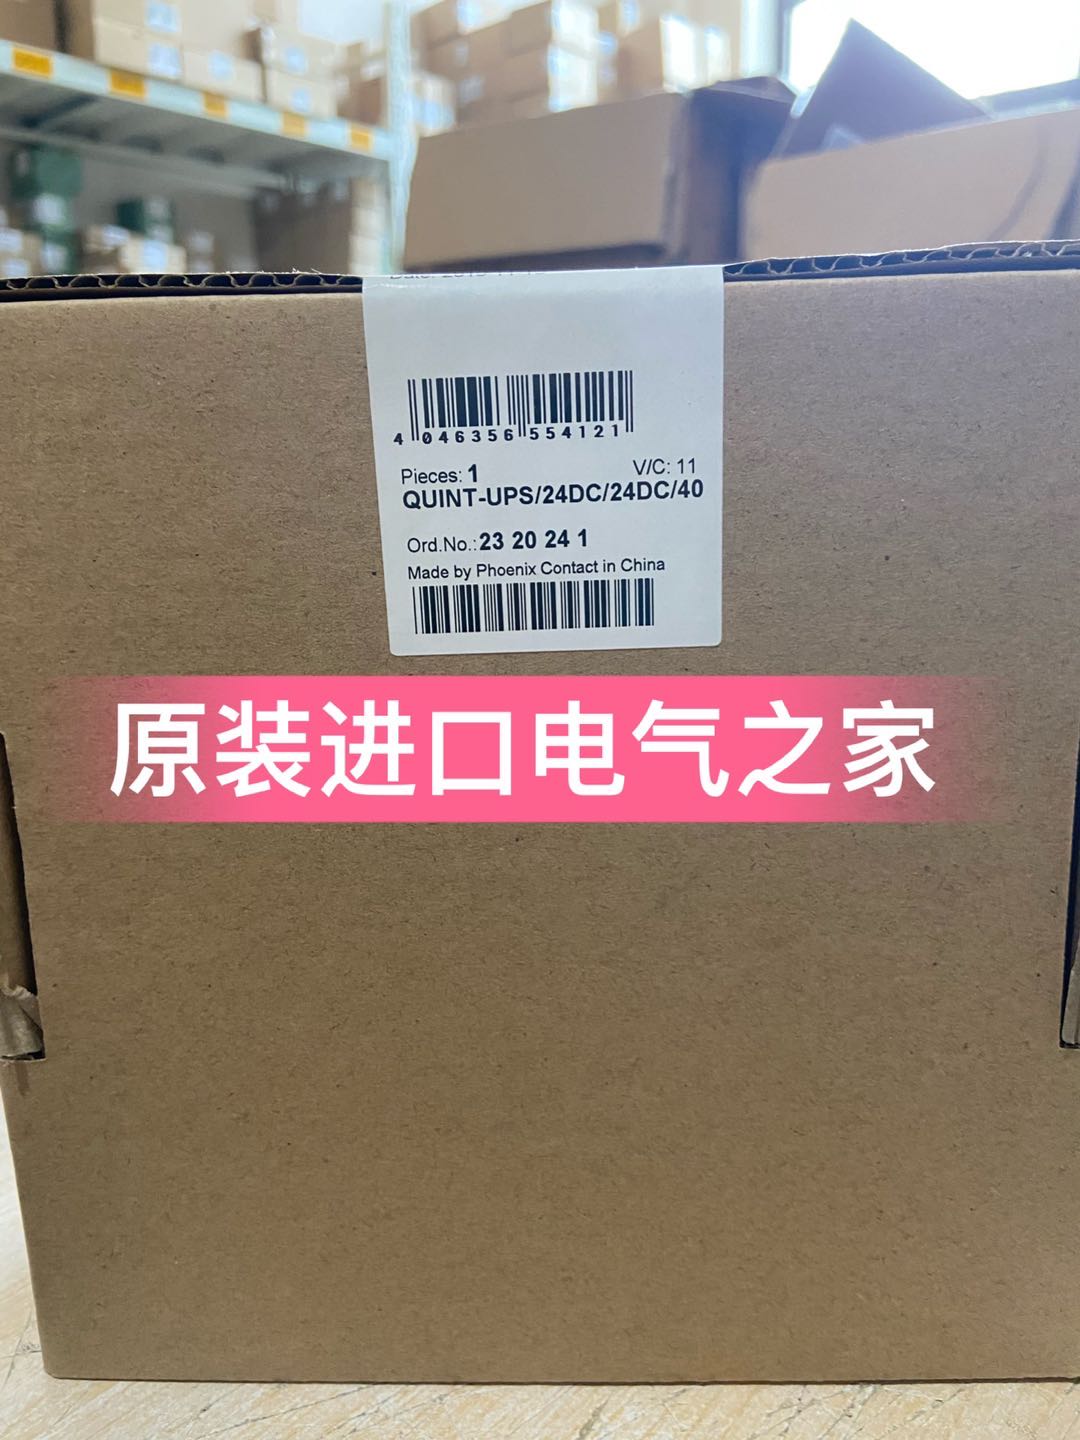 4 046356 554121
Pieces: 1 V/C: 11
QUINT-UPS/24DC/24DC/40
Ord.No.: 23 20 24 1
Made by Phoenix Contact in China
原装进口电气之家